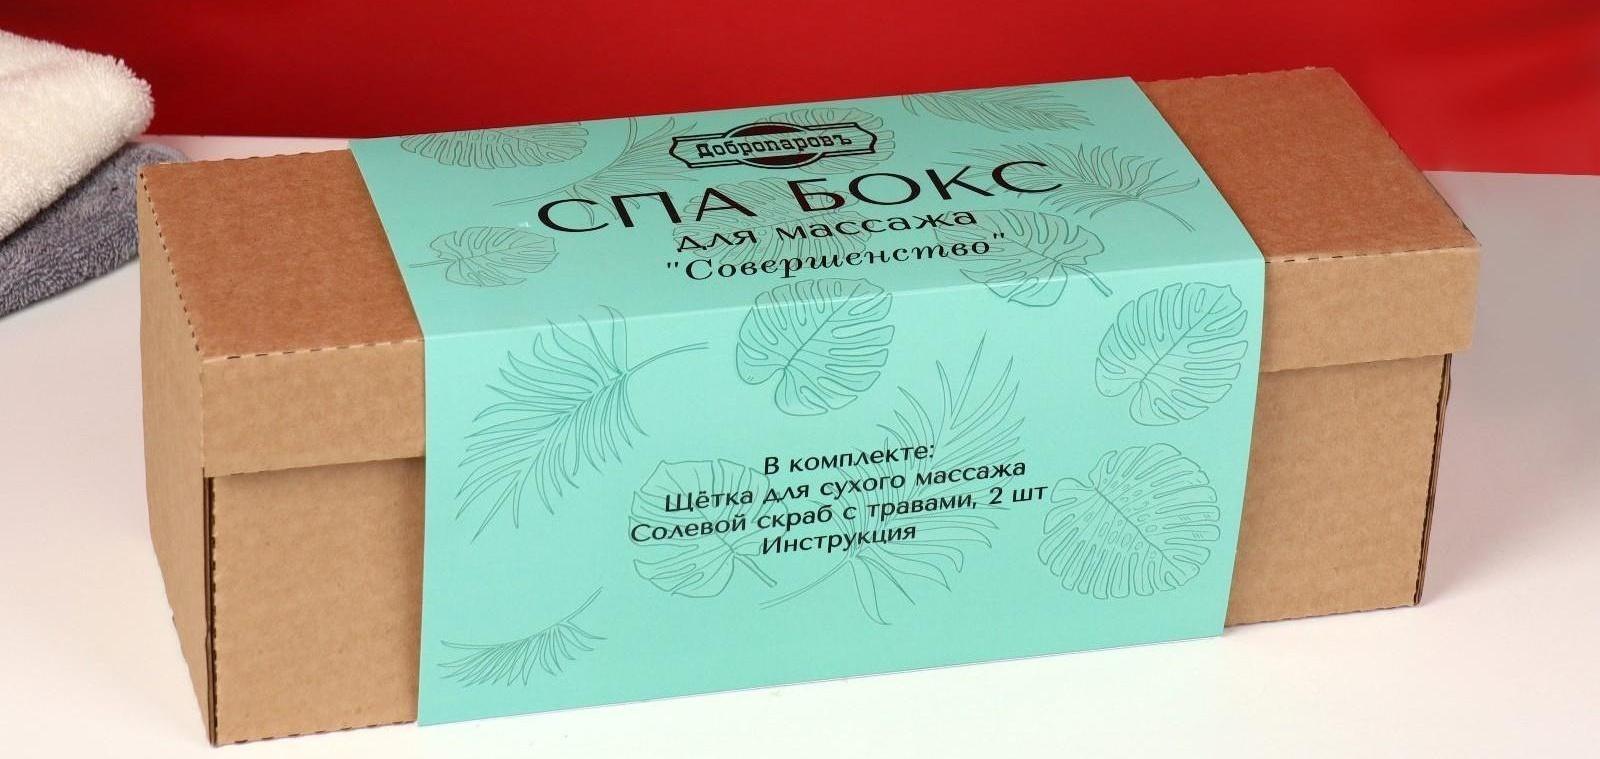 Добропаровъ
СПА БОКС
для массажа
"Совершенство"
В комплекте:
Щётка для сухого массажа
Солевой скраб с травами, 2 шт
Инструкция